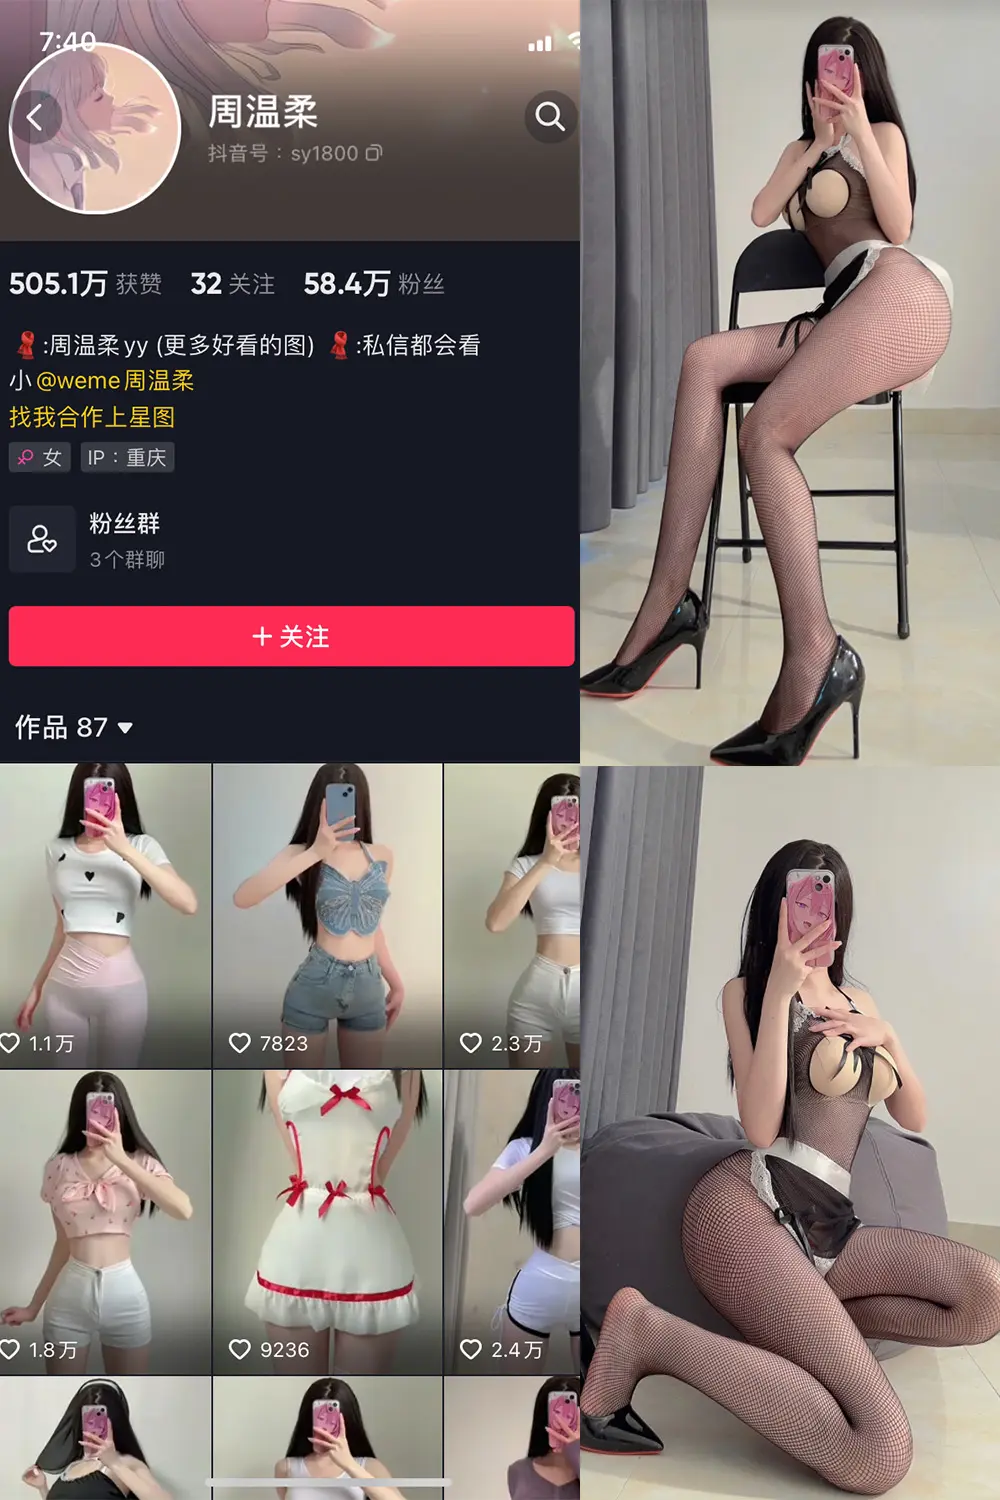 7:40
周温柔
抖音号：sy1800
505.1万 获赞 32 关注 58.4万 粉丝
:周温柔yy (更多好看的图) :私信都会看
小@weme周温柔
找我合作上星图
女 IP：重庆
粉丝群
3个群聊
+ 关注
作品 87
1.1万
7823
2.3万
1.8万
9236
2.4万